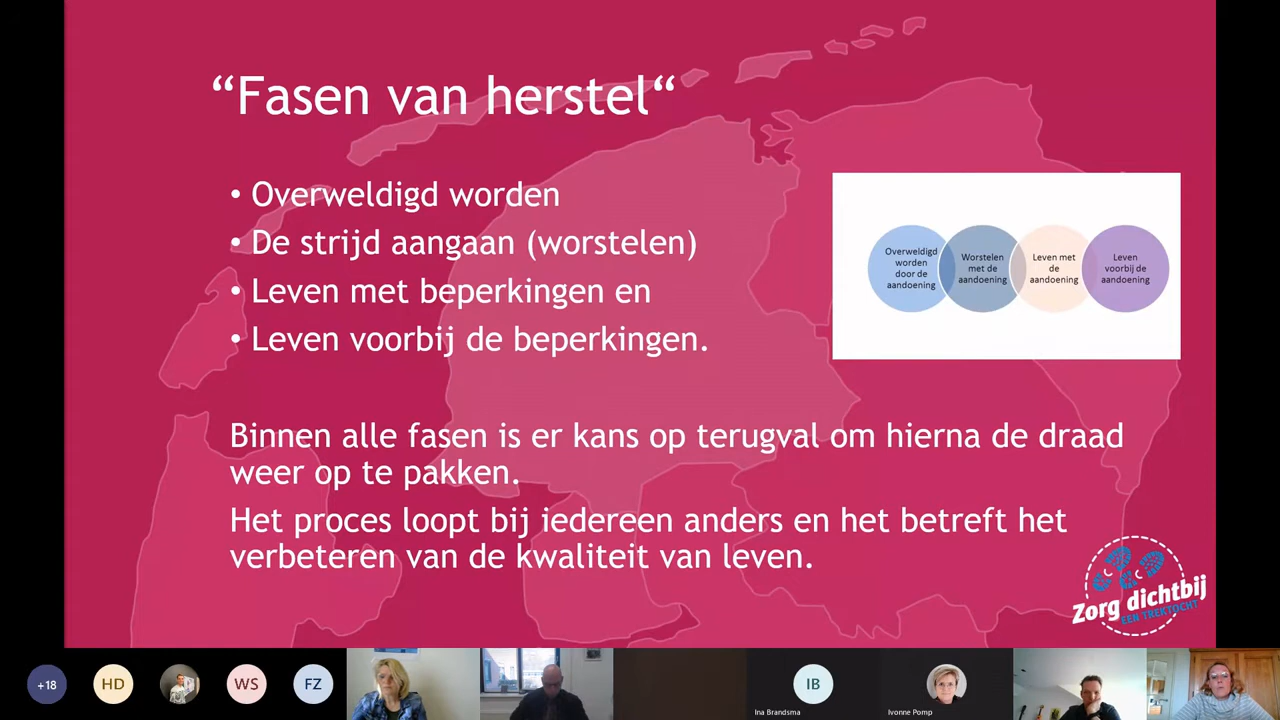 “Fasen van herstel“
• Overweldigd worden
• De strijd aangaan (worstelen)
• Leven met beperkingen en
• Leven voorbij de beperkingen.
Overweldigd
worden
door de
aandoening
Worstelen
met de
aandoening
Leven met
de
aandoening
Leven
voorbij de
aandoening
Binnen alle fasen is er kans op terugval om hierna de draad
weer op te pakken.
Het proces loopt bij iedereen anders en het betreft het
verbeteren van de kwaliteit van leven.
Zorg dichtbij
EEN TREKTOCHT
+18
HD
WS
FZ
IB
Ina Brandsma
Ivonne Pomp